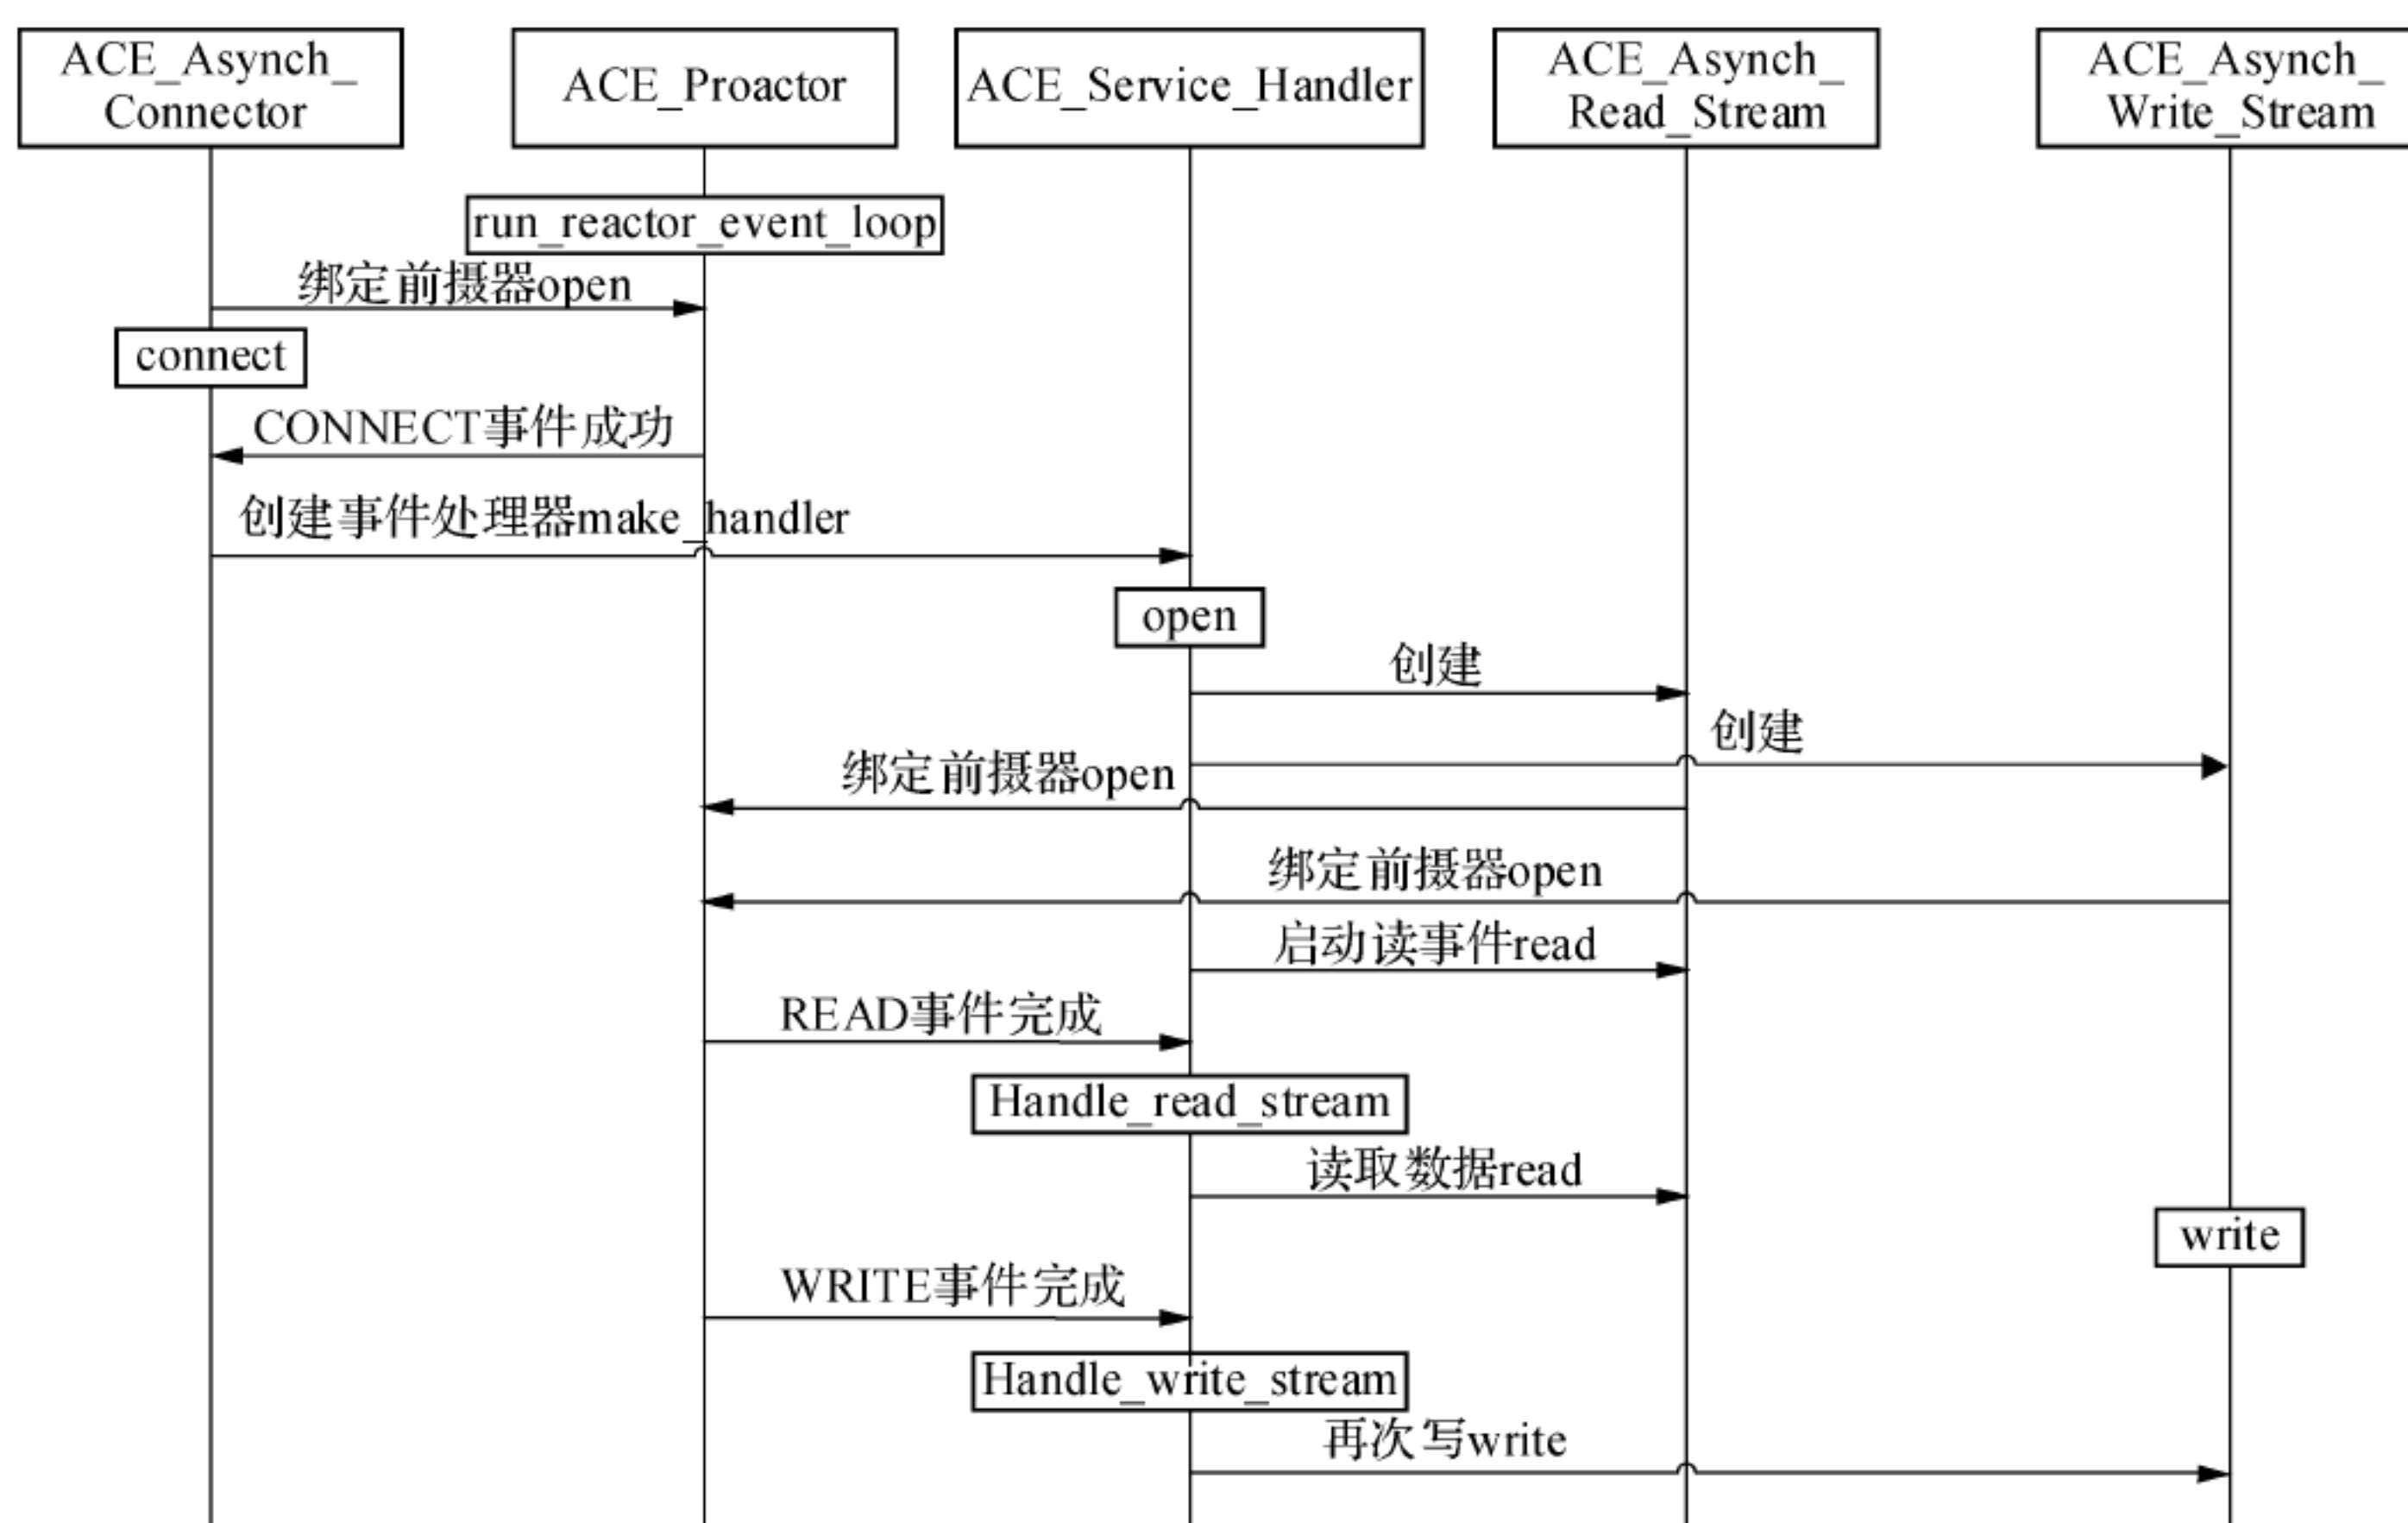 ACE_Asynch_
Connector
ACE_Proactor
ACE_Service_Handler
ACE_Asynch_
Read_Stream
ACE_Asynch_
Write_Stream
run_reactor_event_loop
绑定前摄器open
connect
CONNECT事件成功
创建事件处理器make_handler
open
创建
创建
绑定前摄器open
绑定前摄器open
启动读事件read
READ事件完成
Handle_read_stream
读取数据read
write
WRITE事件完成
Handle_write_stream
再次写write